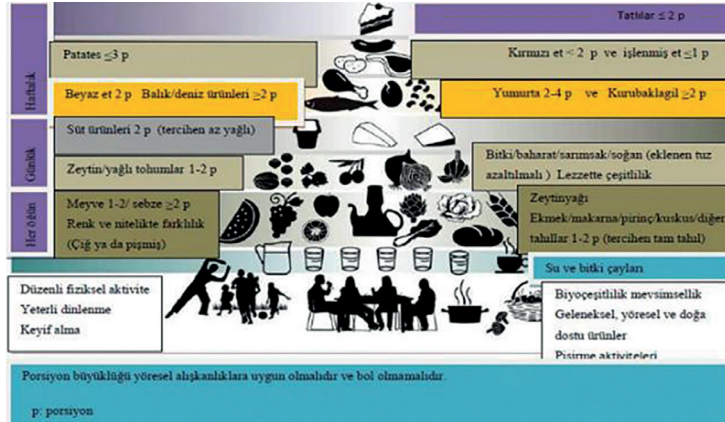 Tatlılar ≤ 2 p
Haftalık
Patates ≤3 p
Kırmızı et < 2 p ve işlenmiş et ≤1 p
Beyaz et 2 p Balık/deniz ürünleri ≥2 p
Yumurta 2-4 p ve Kurubaklagil ≥2 p
Günlük
Süt ürünleri 2 p (tercihen az yağlı)
Zeytin/yağlı tohumlar 1-2 p
Bitki/baharat/sarımsak/soğan (eklenen tuz
azaltılmalı ) Lezzette çeşitlilik
Her öğün
Meyve 1-2/ sebze ≥2 p
Renk ve nitelikte farklılık
(Çiğ ya da pişmiş)
Zeytinyağı
Ekmek/makarna/pirinç/kuskus/diğer
tahıllar 1-2 p (tercihen tam tahıl)
Su ve bitki çayları
Düzenli fiziksel aktivite
Yeterli dinlenme
Keyif alma
Biyoçeşitlilik mevsimsellik
Geleneksel, yöresel ve doğa
dostu ürünler
Pişirme aktiviteleri
Porsiyon büyüklüğü yöresel alışkanlıklara uygun olmalıdır ve bol olmamalıdır.
p: porsiyon